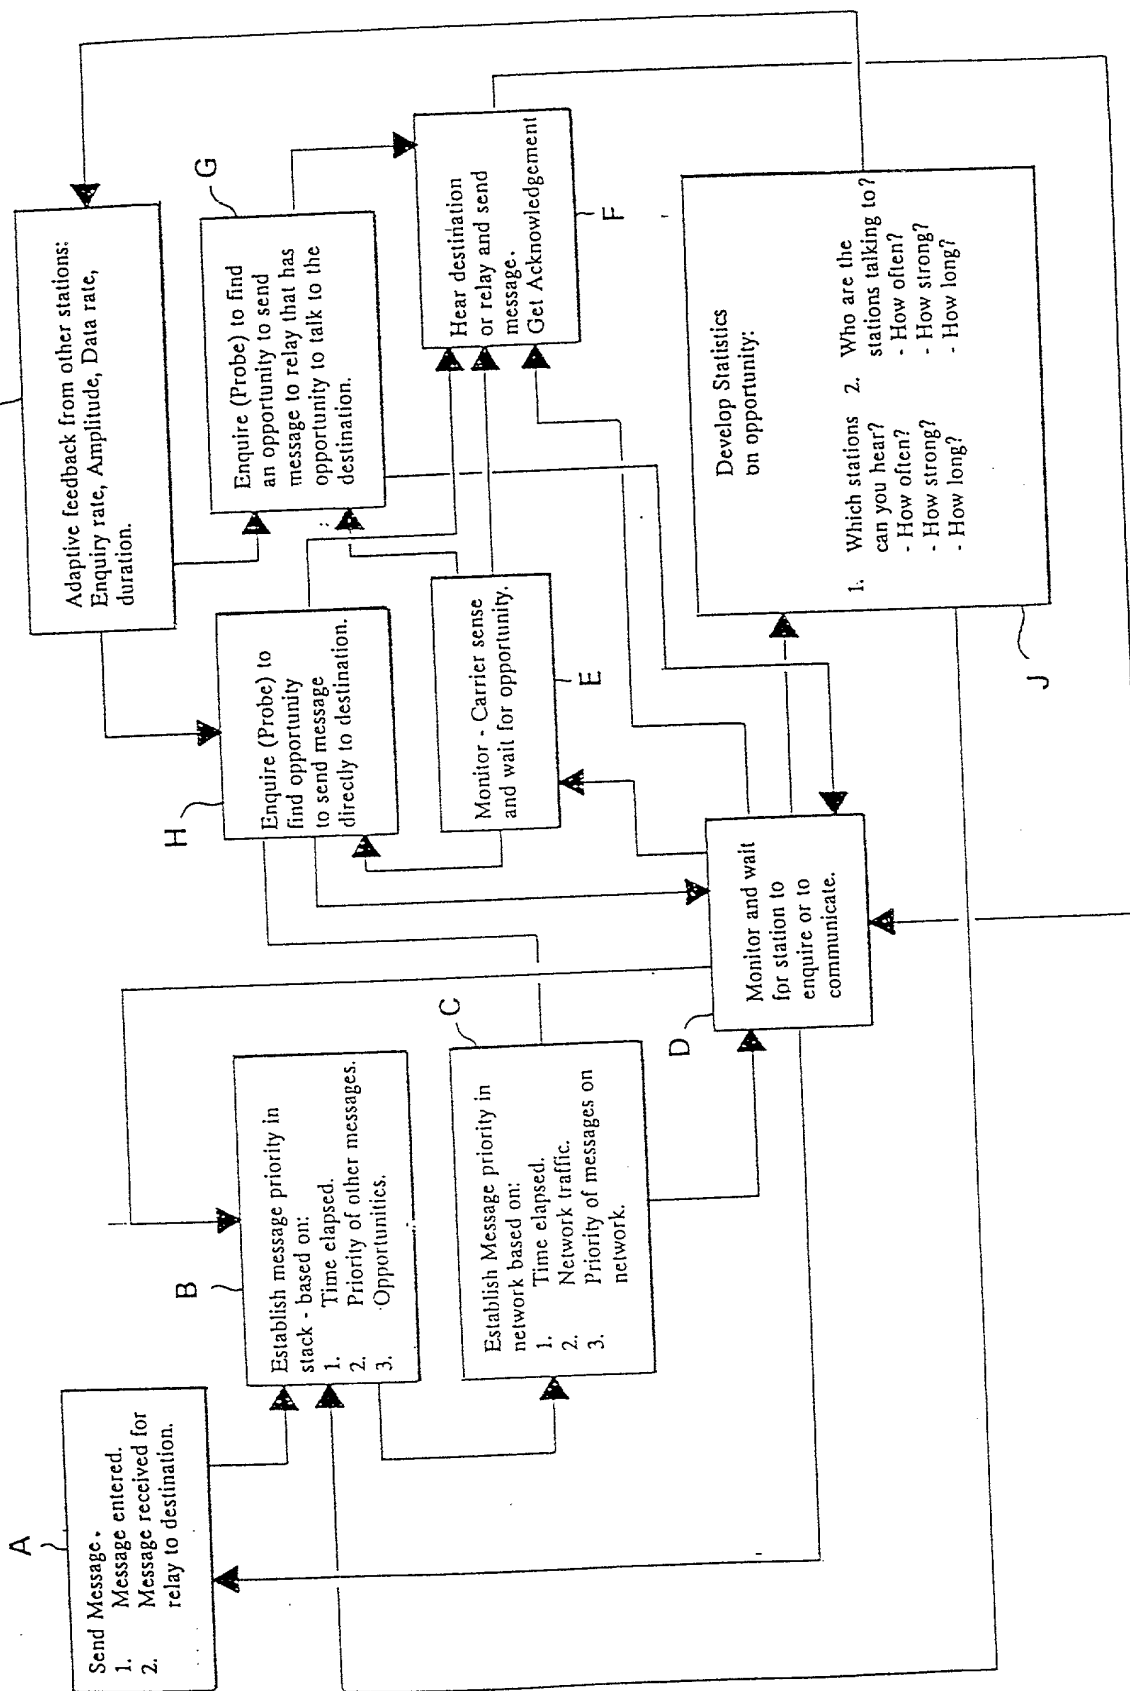 A
Send Message.
1. Message entered.
2. Message received for
relay to destination.
B
Establish message priority in
stack - based on:
1. Time elapsed.
2. Priority of other messages.
3. Opportunities.
C
Establish Message priority in
network based on:
1. Time elapsed.
2. Network traffic.
3. Priority of messages on
network.
D
Monitor and wait
for station to
enquire or to
communicate.
H
Enquire (Probe) to
find opportunity
to send message
directly to destination.
E
Monitor - Carrier sense
and wait for opportunity.
Adaptive feedback from other stations:
Enquiry rate, Amplitude, Data rate,
duration.
G
Enquire (Probe) to find
an opportunity to send
message to relay that has
opportunity to talk to the
destination.
F
Hear destination
or relay and send
message.
Get Acknowledgement
J
Develop Statistics
on opportunity:
1. Which stations
can you hear?
- How often?
- How strong?
- How long?
2. Who are the
stations talking to?
- How often?
- How strong?
- How long?